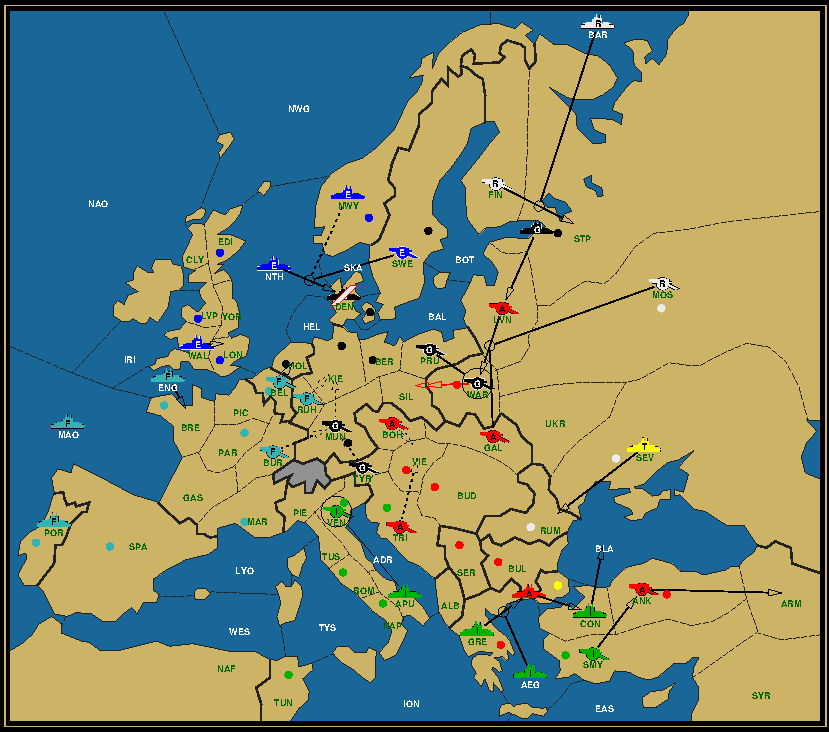 R
BAR
NWG
R
FIN
E
NWY
NAO
G
STP
EDI
E
SWE
CLY
SKA
BOT
E
NTH
R
MOS
DEN
A
LVN
LVP
YOR
HEL
BAL
E
WAL
LON
IRI
G
PRU
BER
HOL
KIE
F
ENG
F
BEL
G
WAR
SIL
F
RUH
PIC
BRE
F
MAO
A
BOH
G
MUN
A
GAL
UKR
PAR
F
BUR
T
SEV
VIE
G
TYR
GAS
BUD
I
VEN
PIE
MAR
F
POR
A
TRI
RUM
SPA
BLA
TUS
ADR
LYO
SER
BUL
ROM
A
I
APU
ALB
A
ANK
ARM
I
CON
NAP
WES
TYS
I
GRE
I
SMY
NAF
I
AEG
TUN
ION
EAS
SYR